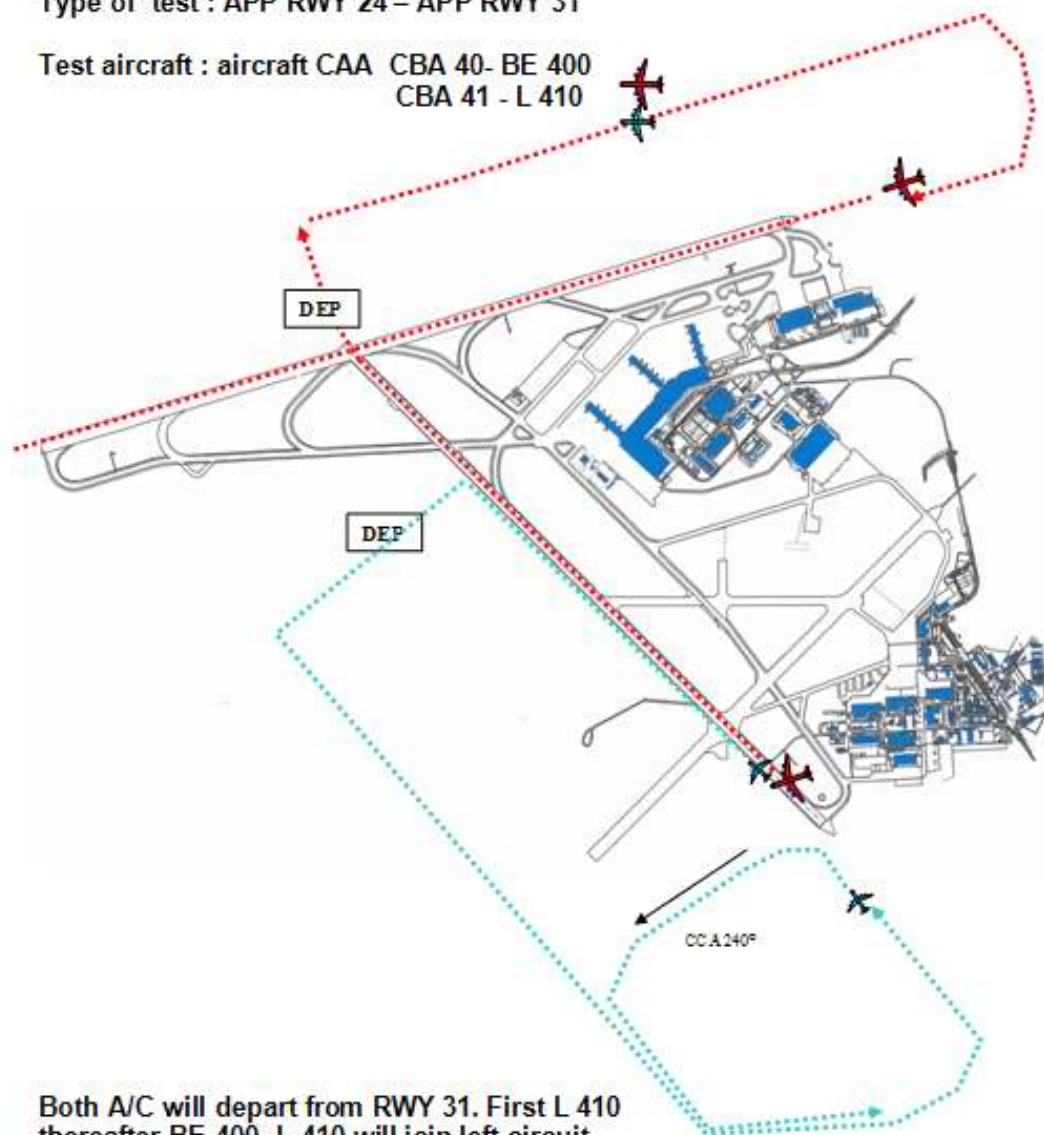 Type of test : APP RWY 24 – APP RWY 31
Test aircraft : aircraft CAA CBA 40- BE 400
CBA 41 - L 410
DEP
DEP
CCA 240º
Both A/C will depart from RWY 31. First L 410
thereafter BE 400. L 410 will join left circuit